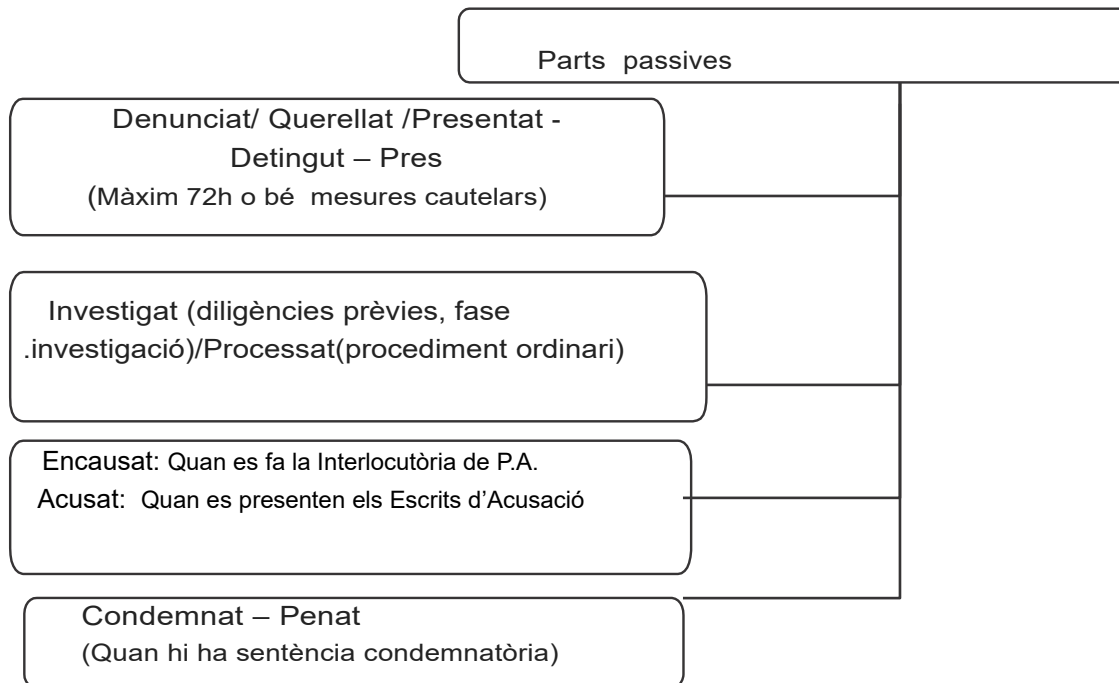 Parts passives
Denunciat/ Querellat /Presentat -
Detingut – Pres
(Màxim 72h o bé mesures cautelars)
Investigat (diligències prèvies, fase
.investigació)/Processat(procediment ordinari)
Encausat: Quan es fa la Interlocutòria de P.A.
Acusat: Quan es presenten els Escrits d’Acusació
Condemnat – Penat
(Quan hi ha sentència condemnatòria)